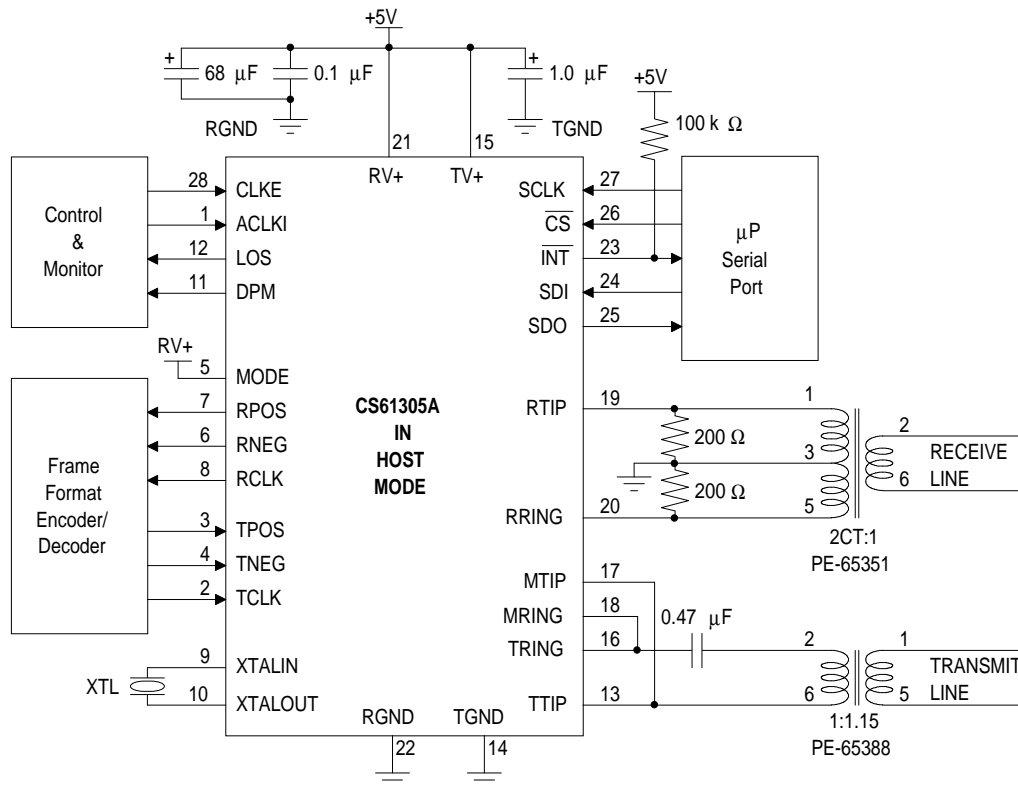 +5V
+
68 µF
0.1 µF
+
1.0 µF
RGND
TGND
+5V
100 k Ω
21
15
RV+
TV+
Control
&
Monitor
28
CLKE
1
ACLKI
12
LOS
11
DPM
RV+
5
MODE
Frame
Format
Encoder/
Decoder
7
RPOS
6
RNEG
8
RCLK
3
TPOS
4
TNEG
2
TCLK
XTL
9
XTALIN
10
XTALOUT
CS61305A
IN
HOST
MODE
RGND
TGND
22
14
SCLK
27
CS
26
INT
23
SDI
24
SDO
25
µP
Serial
Port
RTIP
19
200 Ω
200 Ω
RRING
20
1
3
5
2
6
RECEIVE
LINE
2CT:1
PE-65351
MTIP
17
MRING
18
TRING
16
TTIP
13
0.47 µF
2
6
1
5
TRANSMIT
LINE
1:1.15
PE-65388